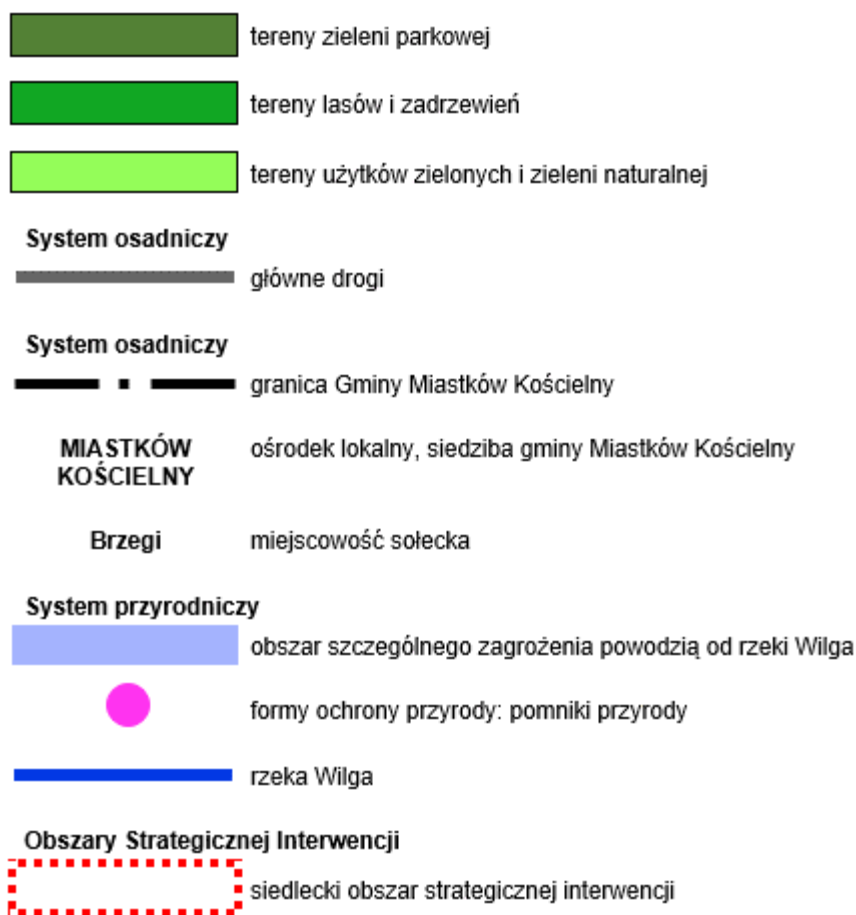 tereny zieleni parkowej
tereny lasów i zadrzewień
tereny użytków zielonych i zieleni naturalnej
System osadniczy
główne drogi
System osadniczy
granica Gminy Miastków Kościelny
MIASTKÓW
KOŚCIELNY
ośrodek lokalny, siedziba gminy Miastków Kościelny
Brzegi
miejscowość sołecka
System przyrodniczy
obszar szczególnego zagrożenia powodzią od rzeki Wilga
formy ochrony przyrody: pomniki przyrody
rzeka Wilga
Obszary Strategicznej Interwencji
siedlecki obszar strategicznej interwencji